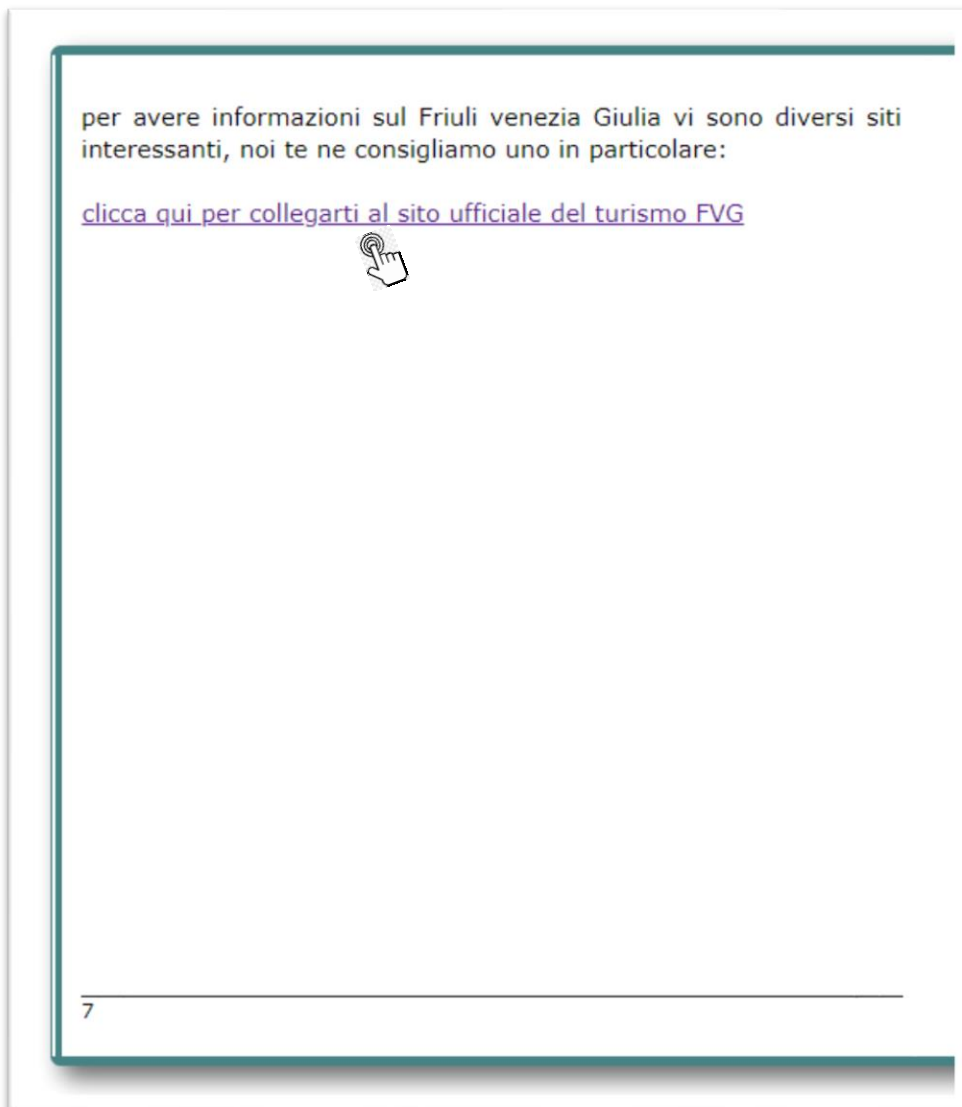 per avere informazioni sul Friuli venezia Giulia vi sono diversi siti
interessanti, noi te ne consigliamo uno in particolare:
clicca qui per collegarti al sito ufficiale del turismo FVG
7